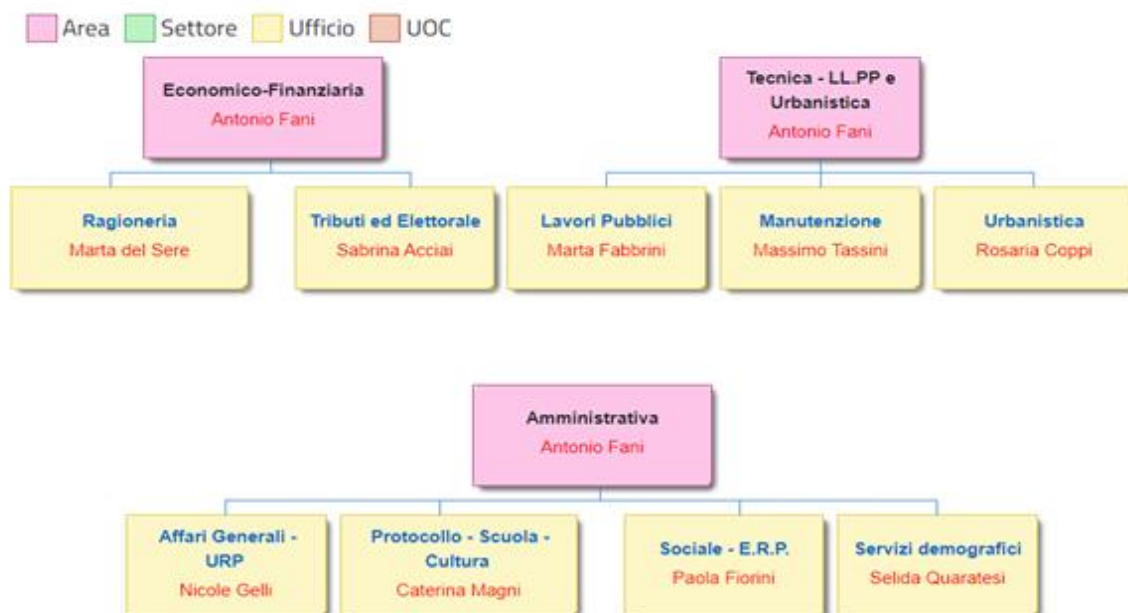 Area Settore Ufficio UOC
Economico-Finanziaria
Antonio Fani
Tecnica - LL.PP e
Urbanistica
Antonio Fani
Ragioneria
Marta del Sere
Tributi ed Elettorale
Sabrina Acciai
Lavori Pubblici
Marta Fabbrini
Manutenzione
Massimo Tassini
Urbanistica
Rosaria Coppi
Amministrativa
Antonio Fani
Affari Generali -
URP
Nicole Gelli
Protocollo - Scuola -
Cultura
Caterina Magni
Sociale - E.R.P.
Paola Fiorini
Servizi demografici
Selida Quaratesi